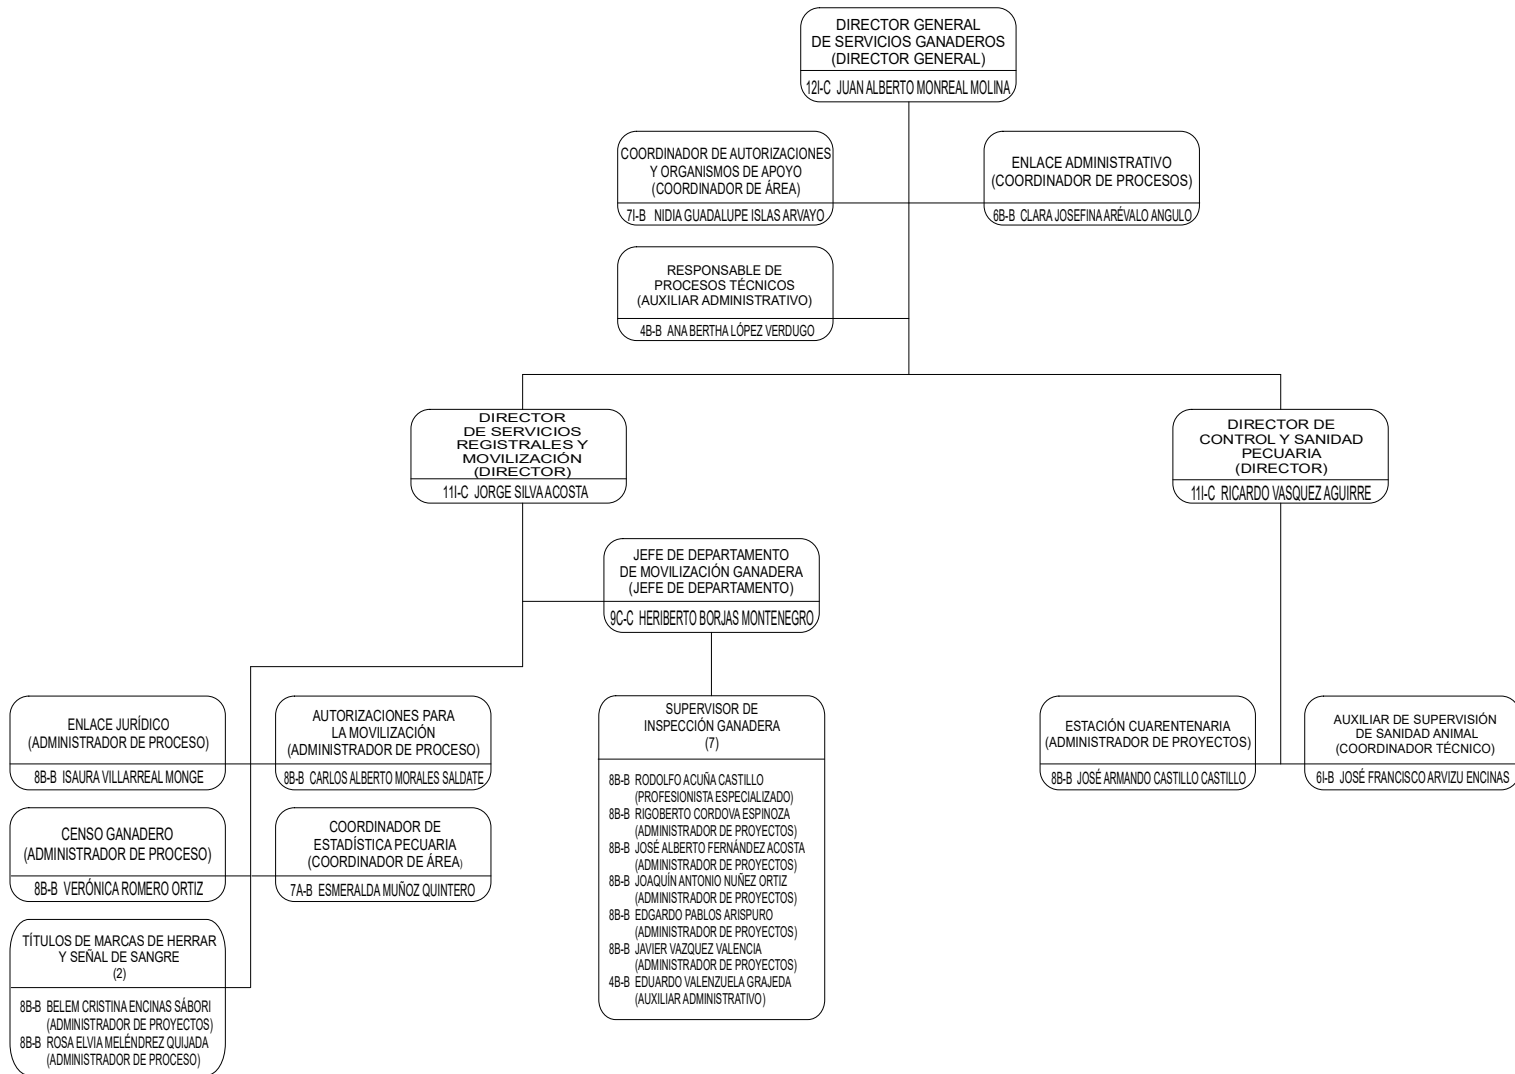 DIRECTOR GENERAL
DE SERVICIOS GANADEROS
(DIRECTOR GENERAL)
12I-C JUAN ALBERTO MONREAL MOLINA
COORDINADOR DE AUTORIZACIONES
Y ORGANISMOS DE APOYO
(COORDINADOR DE ÁREA)
7I-B NIDIA GUADALUPE ISLAS ARVAYO
ENLACE ADMINISTRATIVO
(COORDINADOR DE PROCESOS)
6B-B CLARA JOSEFINA ARÉVALO ANGULO
RESPONSABLE DE
PROCESOS TÉCNICOS
(AUXILIAR ADMINISTRATIVO)
4B-B ANA BERTHA LÓPEZ VERDUGO
DIRECTOR
DE SERVICIOS
REGISTRALES Y
MOVILIZACIÓN
(DIRECTOR)
11I-C JORGE SILVA ACOSTA
DIRECTOR DE
CONTROL Y SANIDAD
PECUARIA
(DIRECTOR)
11I-C RICARDO VASQUEZ AGUIRRE
JEFE DE DEPARTAMENTO
DE MOVILIZACIÓN GANADERA
(JEFE DE DEPARTAMENTO)
9C-C HERIBERTO BORJAS MONTENEGRO
ENLACE JURÍDICO
(ADMINISTRADOR DE PROCESO)
8B-B ISAURA VILLARREAL MONGE
AUTORIZACIONES PARA
LA MOVILIZACIÓN
(ADMINISTRADOR DE PROCESO)
8B-B CARLOS ALBERTO MORALES SALDATE
CENSO GANADERO
(ADMINISTRADOR DE PROCESO)
8B-B VERÓNICA ROMERO ORTIZ
COORDINADOR DE
ESTADÍSTICA PECUARIA
(COORDINADOR DE ÁREA)
7A-B ESMERALDA MUÑOZ QUINTERO
TÍTULOS DE MARCAS DE HERRAR
Y SEÑAL DE SANGRE
(2)
8B-B BELEM CRISTINA ENCINAS SÁBORI
(ADMINISTRADOR DE PROYECTOS)
8B-B ROSA ELVIA MELÉNDREZ QUIJADA
(ADMINISTRADOR DE PROCESO)
SUPERVISOR DE
INSPECCIÓN GANADERA
(7)
8B-B RODOLFO ACUÑA CASTILLO
(PROFESIONISTA ESPECIALIZADO)
8B-B RIGOBERTO CORDOVA ESPINOZA
(ADMINISTRADOR DE PROYECTOS)
8B-B JOSÉ ALBERTO FERNÁNDEZ ACOSTA
(ADMINISTRADOR DE PROYECTOS)
8B-B JOAQUÍN ANTONIO NUÑEZ ORTIZ
(ADMINISTRADOR DE PROYECTOS)
8B-B EDGARDO PABLOS ARISPURO
(ADMINISTRADOR DE PROYECTOS)
8B-B JAVIER VAZQUEZ VALENCIA
(ADMINISTRADOR DE PROYECTOS)
4B-B EDUARDO VALENZUELA GRAJEDA
(AUXILIAR ADMINISTRATIVO)
ESTACIÓN CUARENTENARIA
(ADMINISTRADOR DE PROYECTOS)
8B-B JOSÉ ARMANDO CASTILLO CASTILLO
AUXILIAR DE SUPERVISIÓN
DE SANIDAD ANIMAL
(COORDINADOR TÉCNICO)
6I-B JOSÉ FRANCISCO ARVIZU ENCINAS